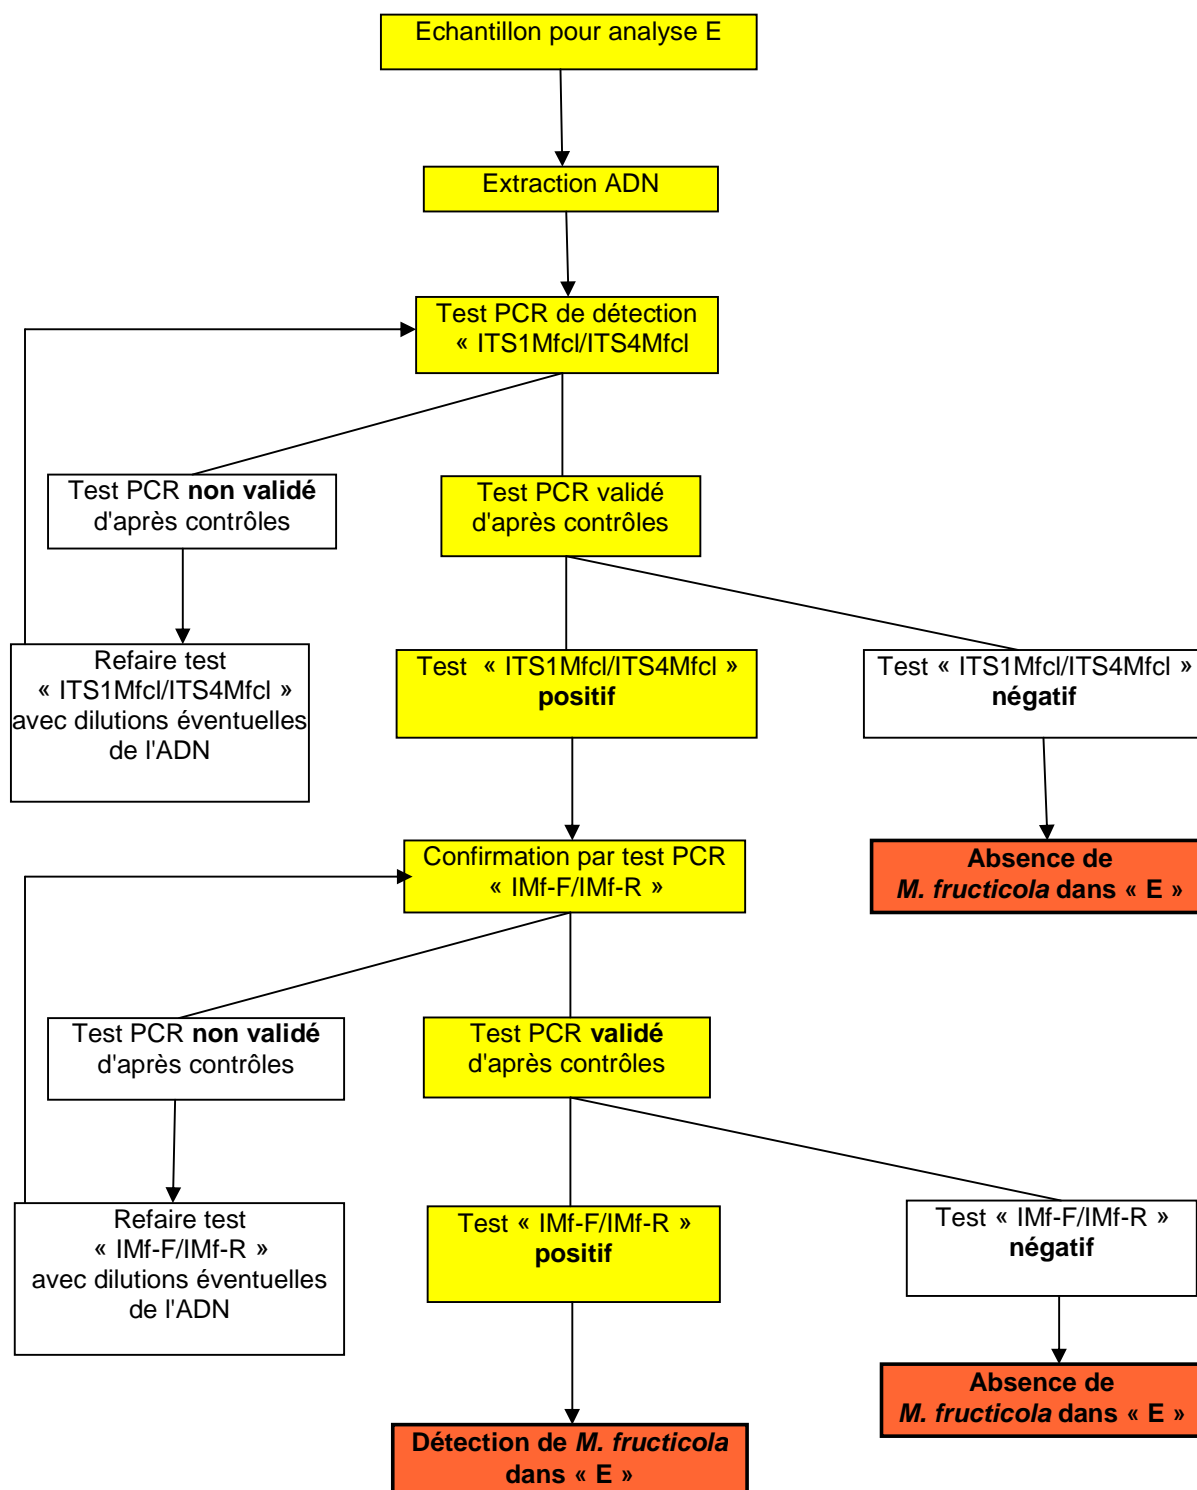 Echantillon pour analyse E
Extraction ADN
Test PCR de détection
« ITS1Mfcl/ITS4Mfcl
Test PCR non validé
d'après contrôles
Test PCR validé
d'après contrôles
Refaire test
« ITS1Mfcl/ITS4Mfcl »
avec dilutions éventuelles
de l'ADN
Test « ITS1Mfcl/ITS4Mfcl »
positif
Test « ITS1Mfcl/ITS4Mfcl »
négatif
Confirmation par test PCR
« IMf-F/IMf-R »
Absence de
M. fructicola dans « E »
Test PCR non validé
d'après contrôles
Test PCR validé
d'après contrôles
Refaire test
« IMf-F/IMf-R »
avec dilutions éventuelles
de l'ADN
Test « IMf-F/IMf-R »
positif
Test « IMf-F/IMf-R »
négatif
Absence de
M. fructicola dans « E »
Détection de M. fructicola
dans « E »